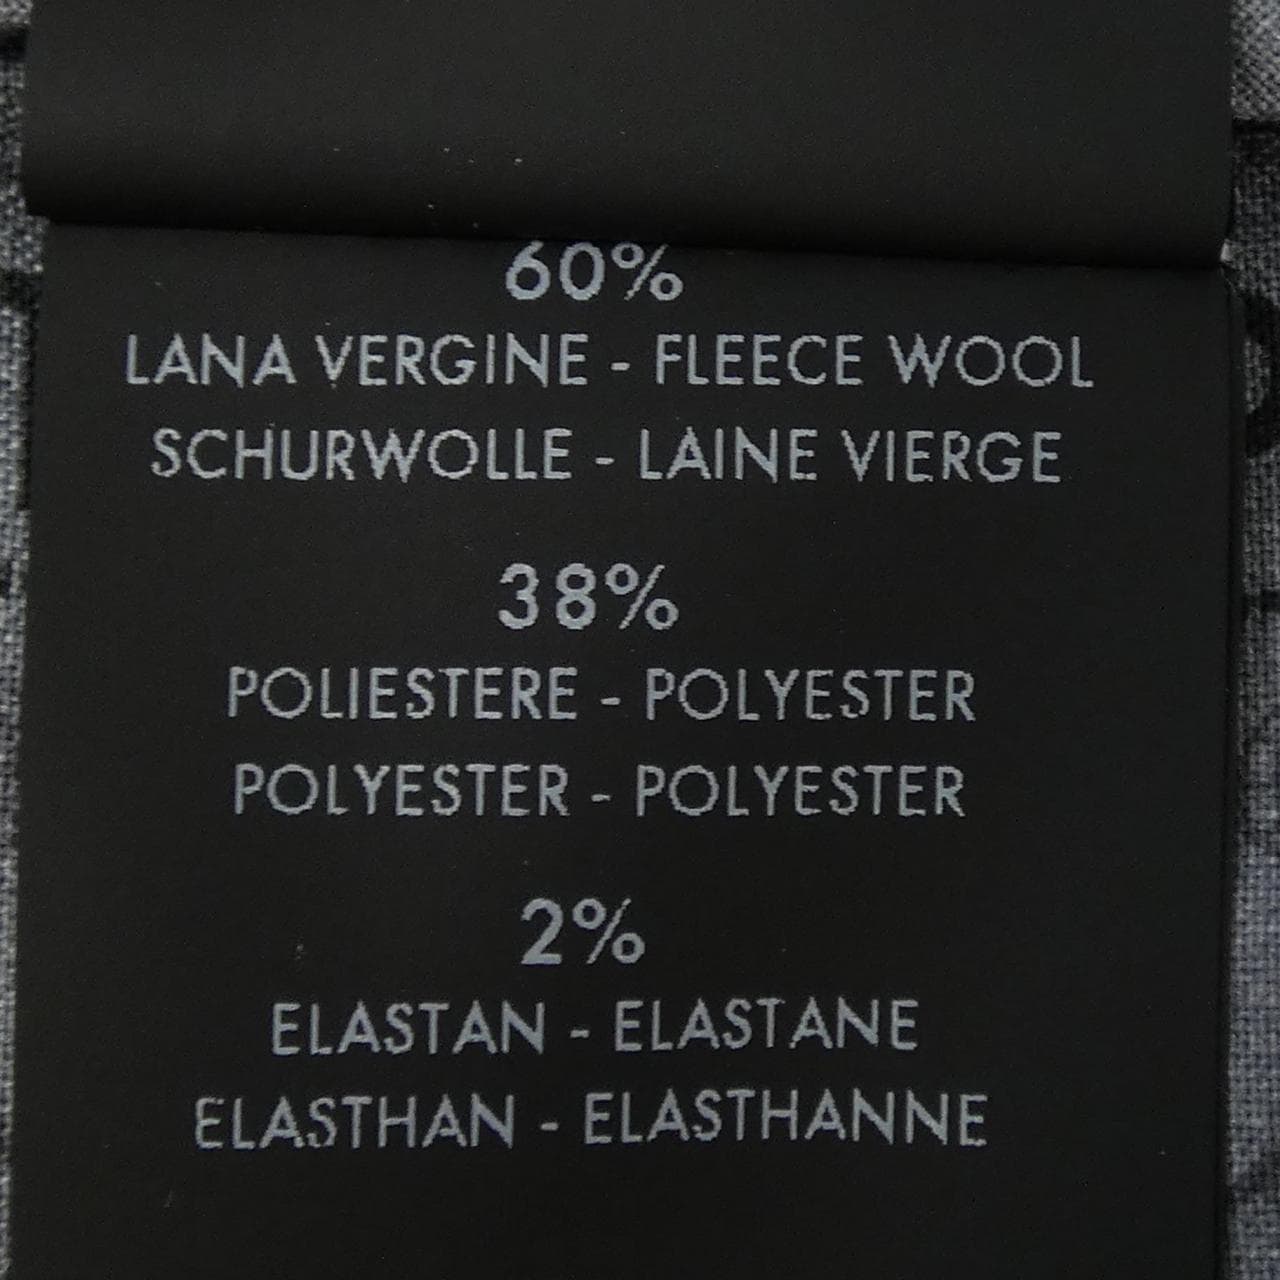 60%
LANA VERGINE - FLEECE WOOL
SCHURWOLLE - LAINE VIERGE
38%
POLIESTERE - POLYESTER
POLYESTER - POLYESTER
2%
ELASTAN - ELASTANE
ELASTHAN - ELASTHANNE